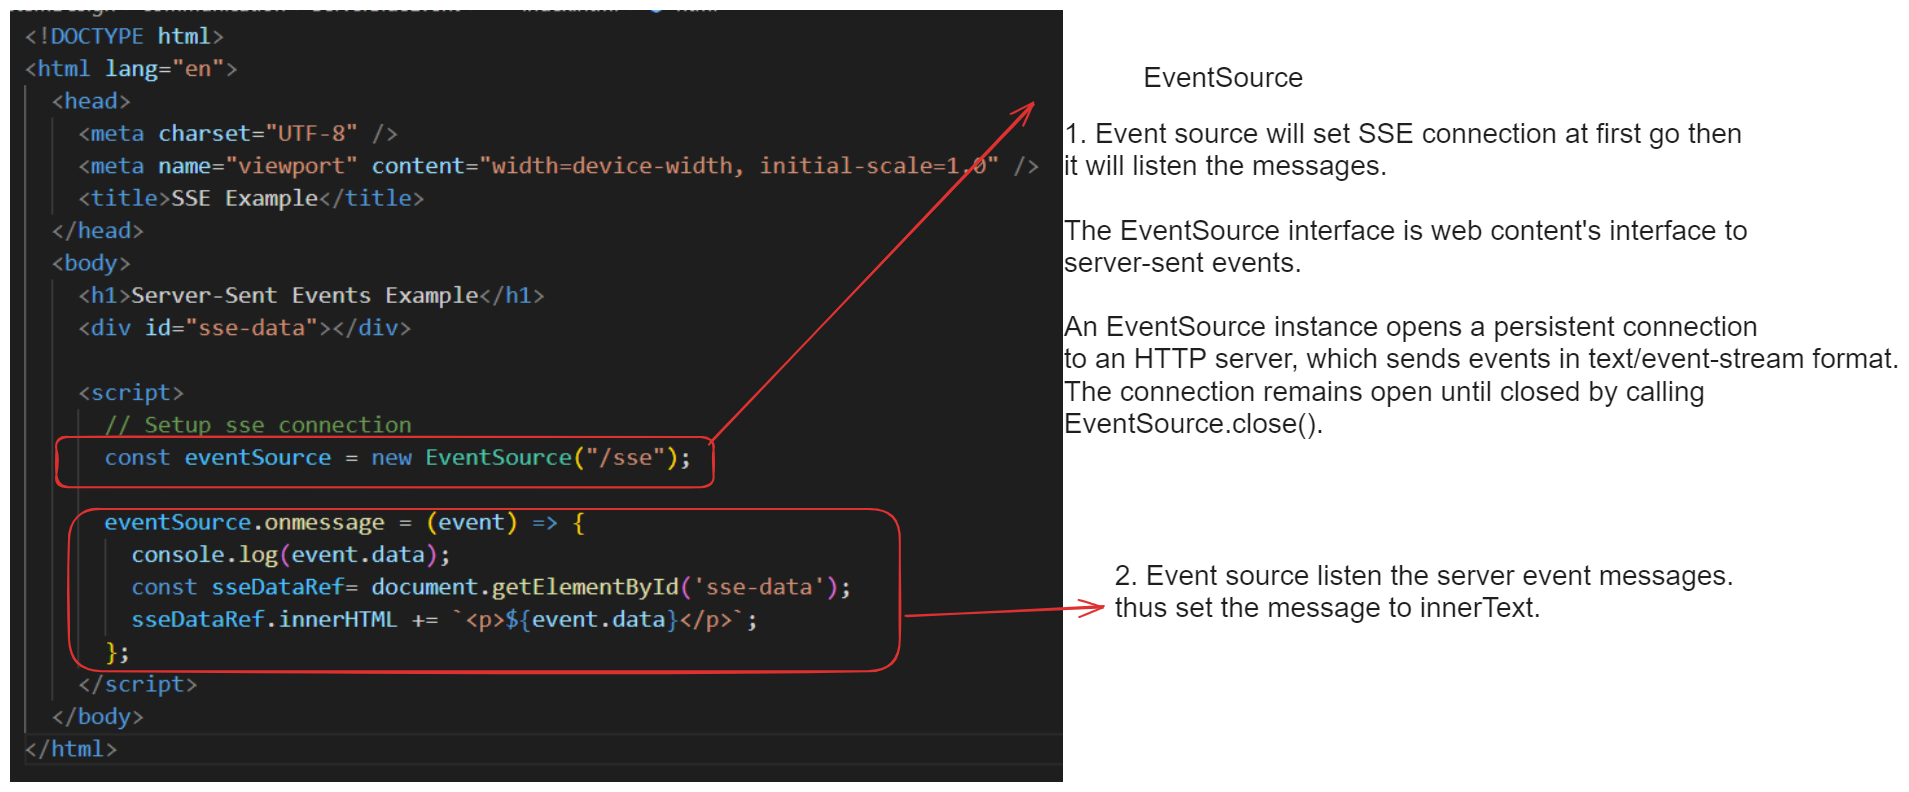 <!DOCTYPE html>
<html lang="en">
<head>
<meta charset="UTF-8" />
<meta name="viewport" content="width=device-width, initial-scale=1.0" />
<title>SSE Example</title>
</head>
<body>
<h1>Server-Sent Events Example</h1>
<div id="sse-data"></div>
<script>
// Setup sse connection
const eventSource = new EventSource("/sse");
eventSource.onmessage = (event) => {
console.log(event.data);
const sseDataRef= document.getElementById('sse-data');
sseDataRef.innerHTML += `<p>${event.data}</p>`;
};
</script>
</body>
</html>
EventSource
1. Event source will set SSE connection at first go then
it will listen the messages.
The EventSource interface is web content's interface to
server-sent events.
An EventSource instance opens a persistent connection
to an HTTP server, which sends events in text/event-stream format.
The connection remains open until closed by calling
EventSource.close().
2. Event source listen the server event messages.
thus set the message to innerText.